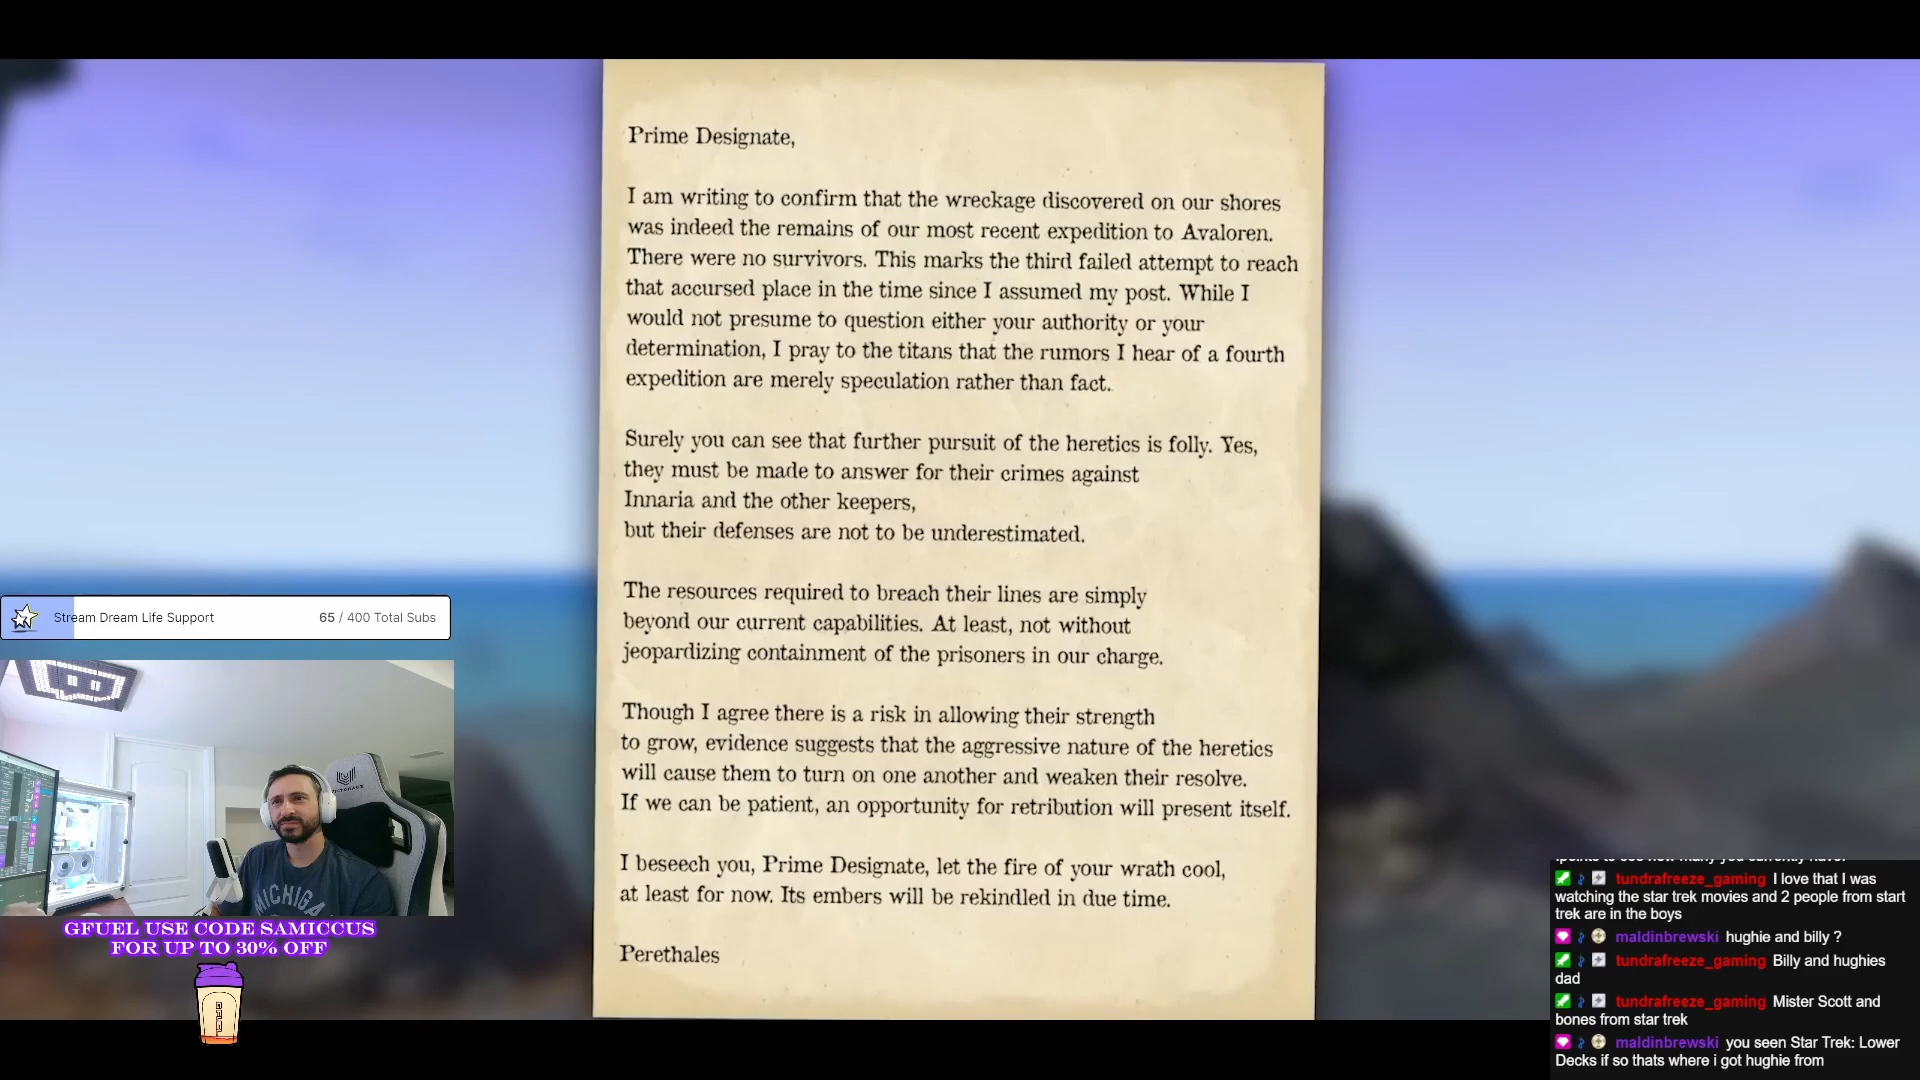 Prime Designate,
I am writing to confirm that the wreckage discovered on our shores
was indeed the remains of our most recent expedition to Avaloren.
There were no survivors. This marks the third failed attempt to reach
that accursed place in the time since I assumed my post. While I
would not presume to question either your authority or your
determination, I pray to the titans that the rumors I hear of a fourth
expedition are merely speculation rather than fact.
Surely you can see that further pursuit of the heretics is folly. Yes,
they must be made to answer for their crimes against
Innaria and the other keepers,
but their defenses are not to be underestimated.
The resources required to breach their lines are simply
beyond our current capabilities. At least, not without
jeopardizing containment of the prisoners in our charge.
Though I agree there is a risk in allowing their strength
to grow, evidence suggests that the aggressive nature of the heretics
will cause them to turn on one another and weaken their resolve.
If we can be patient, an opportunity for retribution will present itself.
I beseech you, Prime Designate, let the fire of your wrath cool,
at least for now. Its embers will be rekindled in due time.
Perethales
Stream Dream Life Support 65 / 400 Total Subs
MICHIGA
GFUEL USE CODE SAMICCUS
FOR UP TO 30% OFF
tundrafreeze_gaming I love that I was
watching the star trek movies and 2 people from start
trek are in the boys
maldinbrewski hughie and billy ?
tundrafreeze_gaming Billy and hughies
dad
tundrafreeze_gaming Mister Scott and
bones from star trek
maldinbrewski you seen Star Trek: Lower
Decks if so thats where i got hughie from